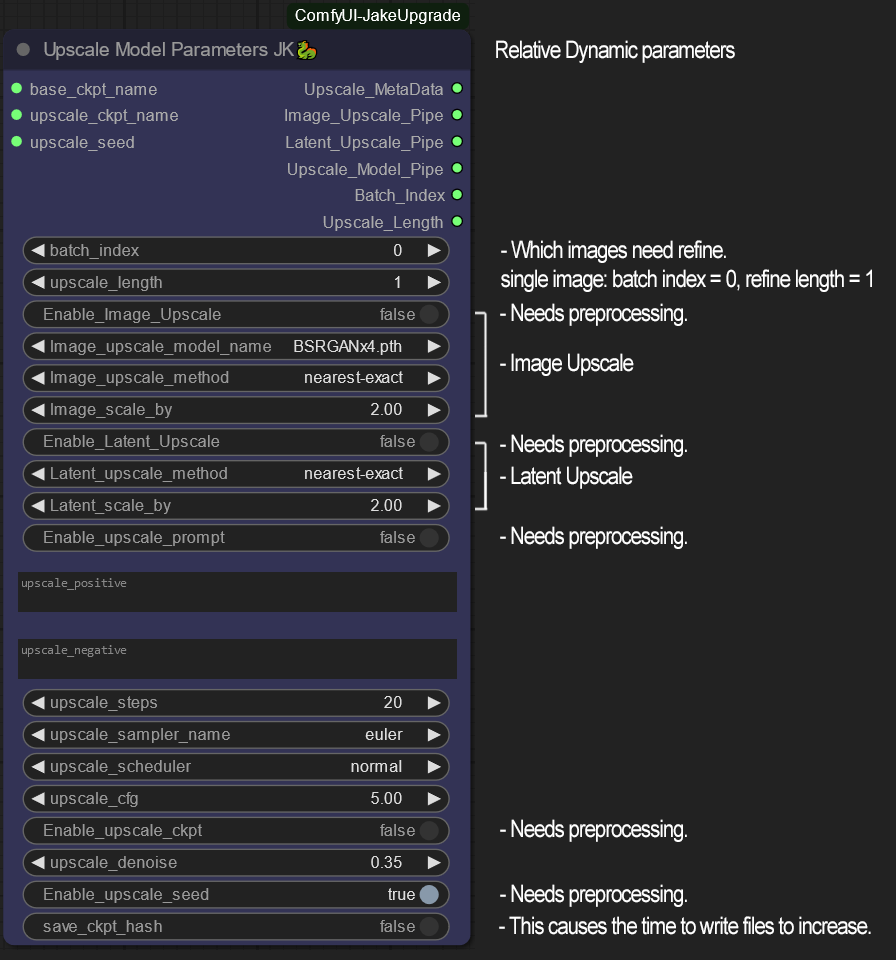 ComfyUI-JakeUpgrade
Upscale Model Parameters JK🐉
Relative Dynamic parameters
base_ckpt_name Upscale_MetaData
upscale_ckpt_name Image_Upscale_Pipe
upscale_seed Latent_Upscale_Pipe
Upscale_Model_Pipe
Batch_Index
Upscale_Length
batch_index 0 - Which images need refine.
upscale_length 1 single image: batch index = 0, refine length = 1
Enable_Image_Upscale false - Needs preprocessing.
Image_upscale_model_name BSRGANx4.pth - Image Upscale
Image_upscale_method nearest-exact
Image_scale_by 2.00
Enable_Latent_Upscale false - Needs preprocessing.
Latent_upscale_method nearest-exact - Latent Upscale
Latent_scale_by 2.00
Enable_upscale_prompt false - Needs preprocessing.
upscale_positive
upscale_negative
upscale_steps 20
upscale_sampler_name euler
upscale_scheduler normal
upscale_cfg 5.00
Enable_upscale_ckpt false - Needs preprocessing.
upscale_denoise 0.35
Enable_upscale_seed true - Needs preprocessing.
save_ckpt_hash false - This causes the time to write files to increase.